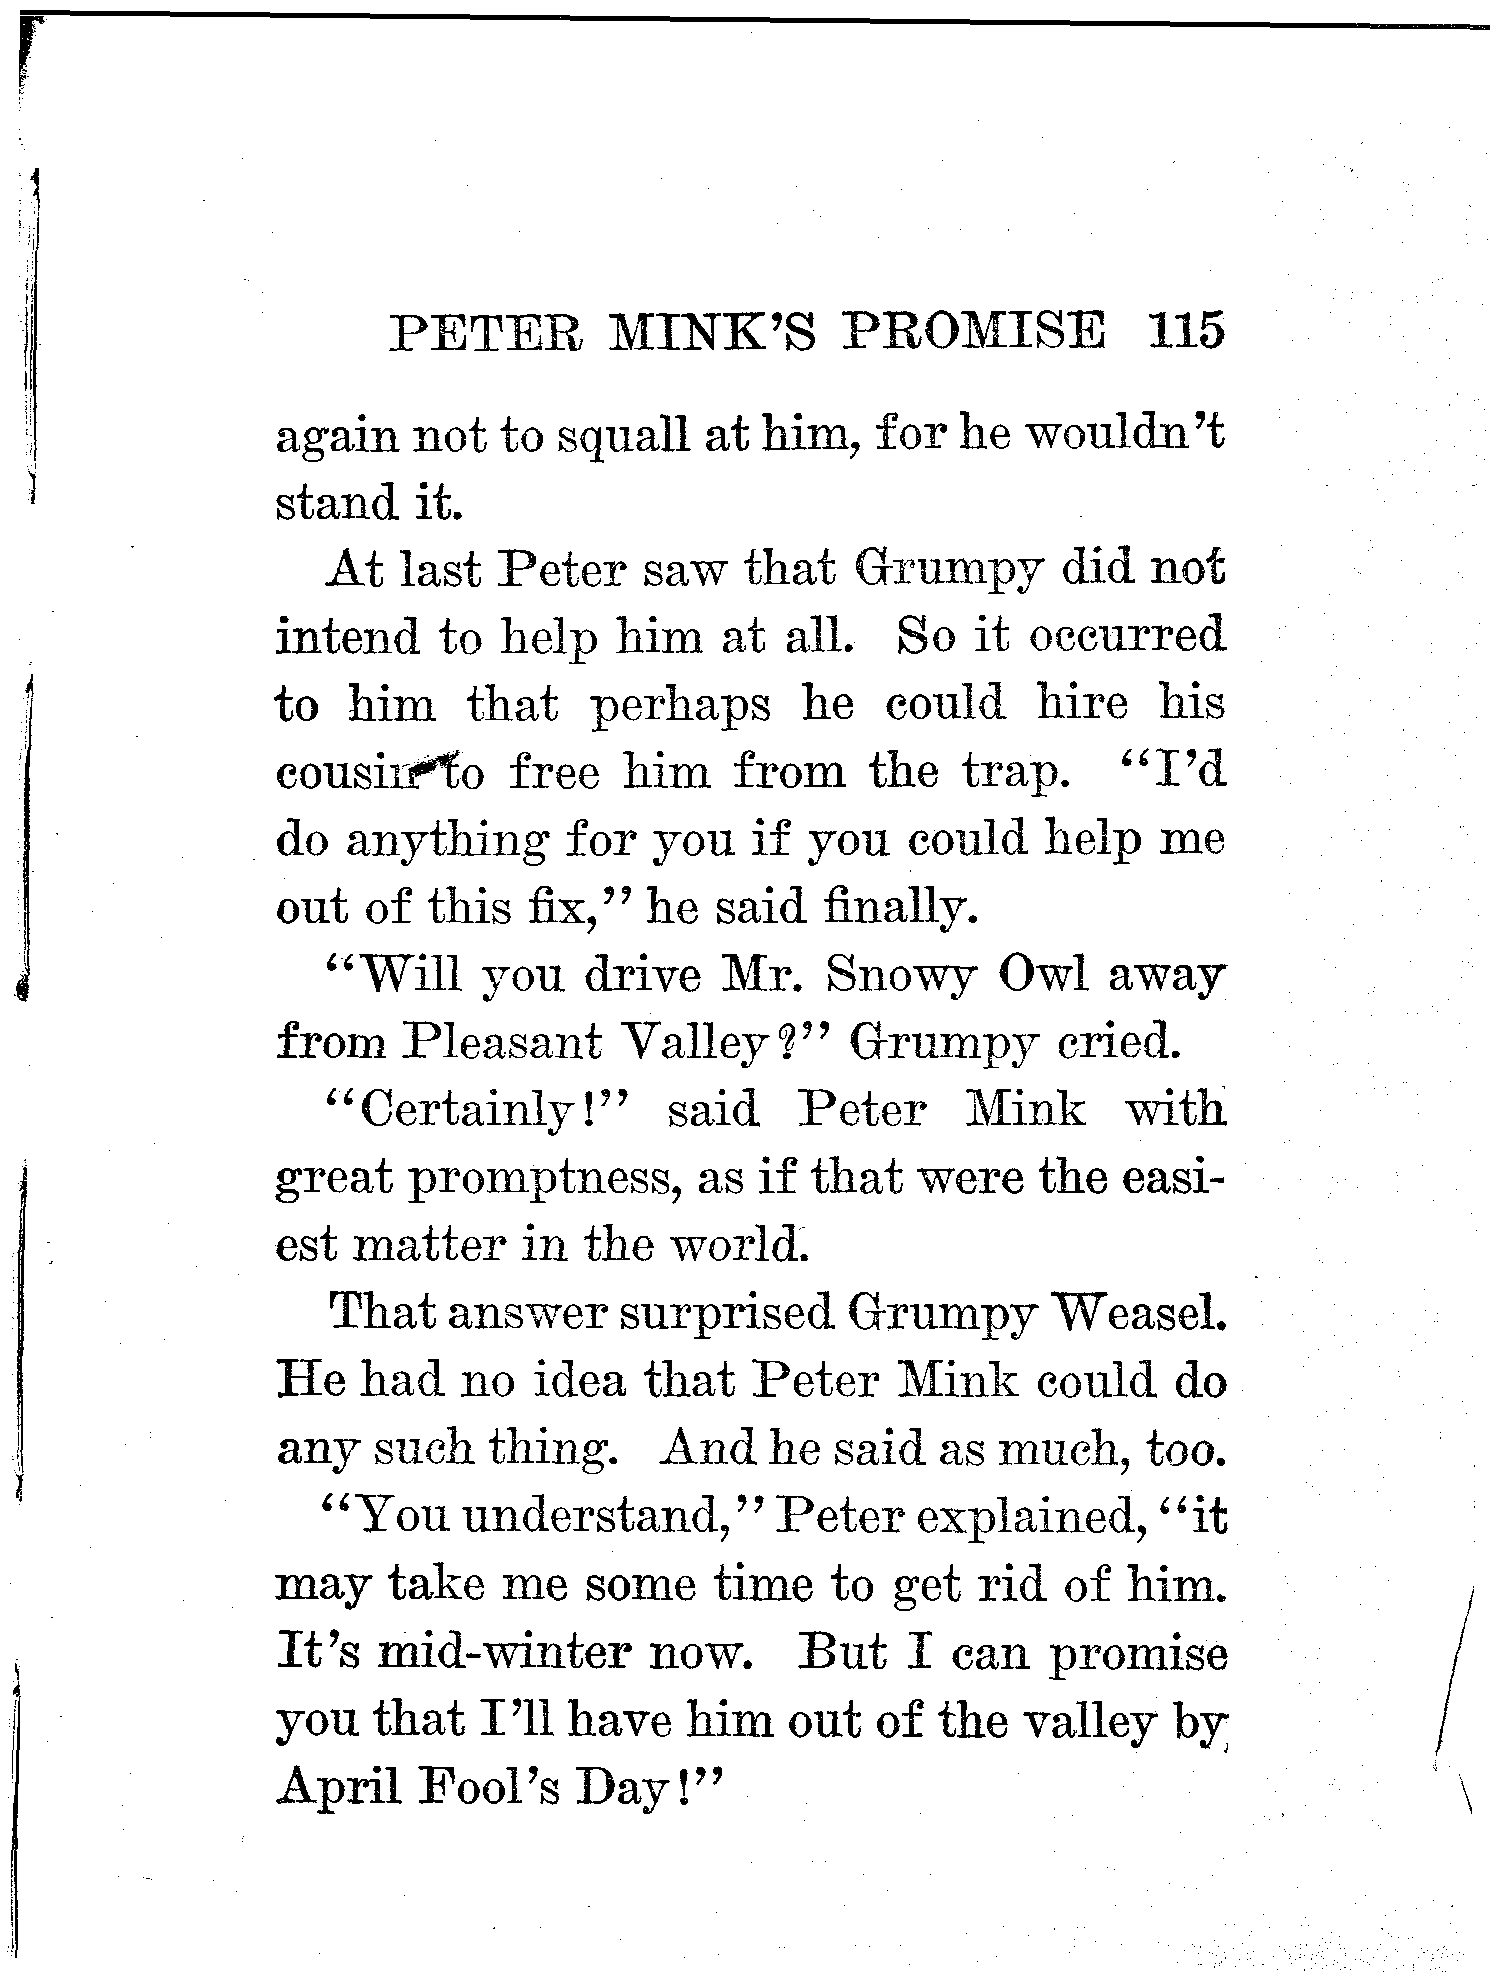 PETER MINK'S PROMISE 115
again not to squall at him, for he wouldn't
stand it.
At last Peter saw that Grumpy did not
intend to help him at all. So it occurred
to him that perhaps he could hire his
cousin to free him from the trap. "I'd
do anything for you if you could help me
out of this fix," he said finally.
"Will you drive Mr. Snowy Owl away
from Pleasant Valley?" Grumpy cried.
"Certainly!" said Peter Mink with
great promptness, as if that were the easi-
est matter in the world.
That answer surprised Grumpy Weasel.
He had no idea that Peter Mink could do
any such thing. And he said as much, too.
"You understand," Peter explained, "it
may take me some time to get rid of him.
It's mid-winter now. But I can promise
you that I'll have him out of the valley by
April Fool's Day!"